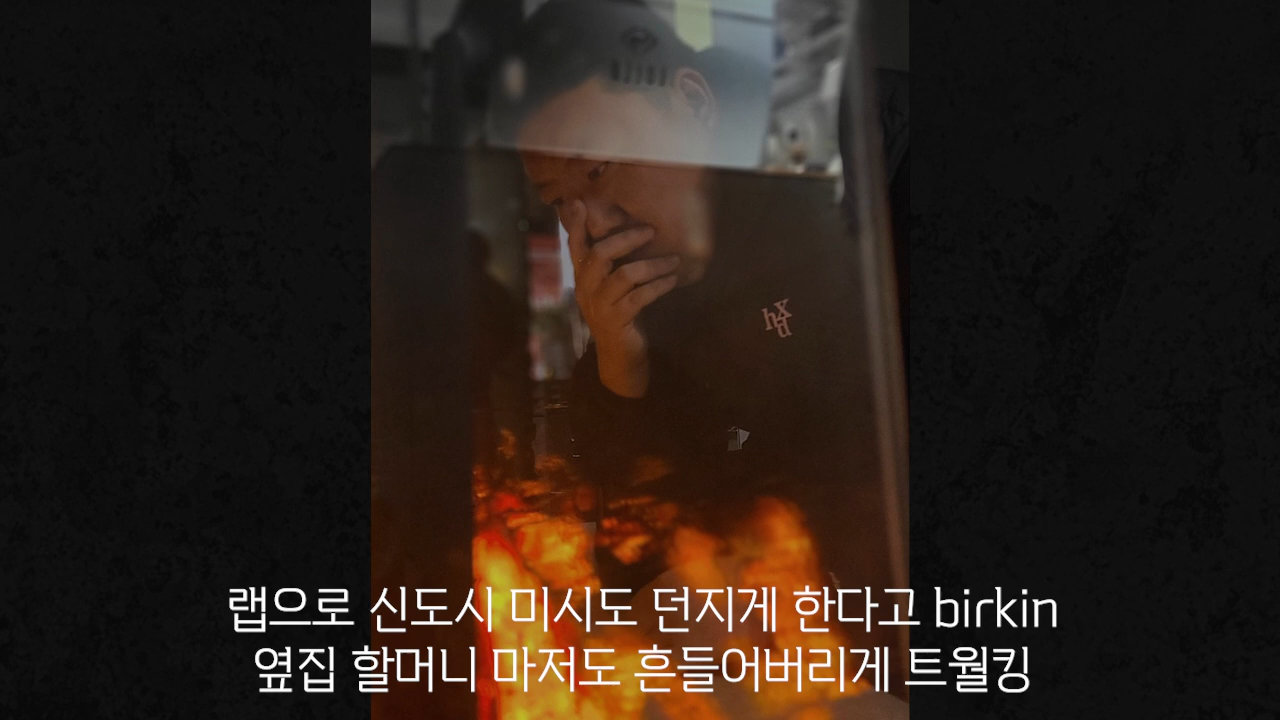 hXd
랩으로 신도시 미시도 던지게 한다고 birkin
옆집 할머니 마저도 흔들어버리게 트월킹